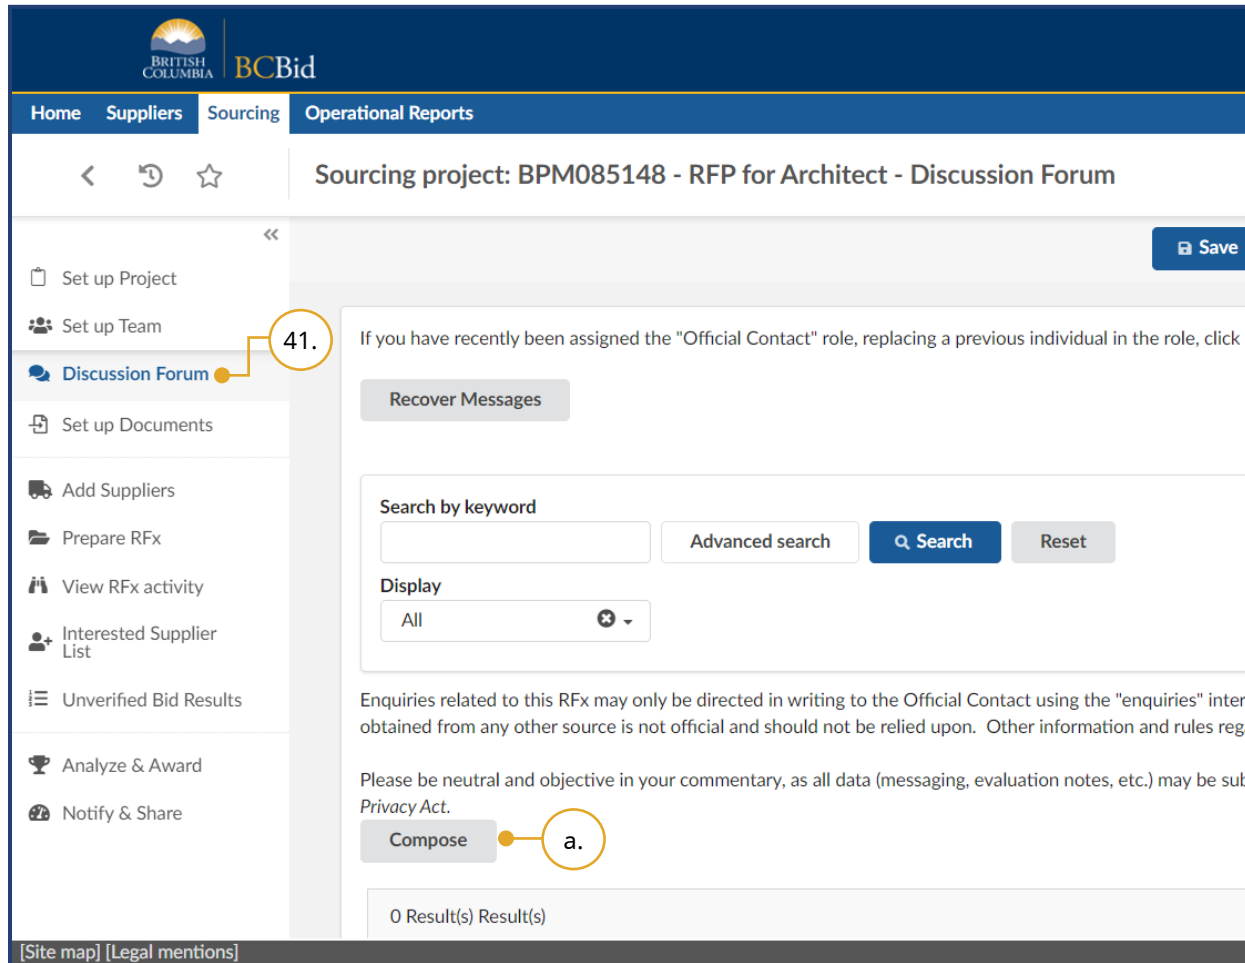 BRITISH
COLUMBIA
BCBid
Home Suppliers Sourcing Operational Reports
Sourcing project: BPM085148 - RFP for Architect - Discussion Forum
Save
Set up Project
Set up Team
41.
Discussion Forum
Set up Documents
Add Suppliers
Prepare RFx
View RFx activity
Interested Supplier
List
Unverified Bid Results
Analyze & Award
Notify & Share
If you have recently been assigned the "Official Contact" role, replacing a previous individual in the role, click
Recover Messages
Search by keyword
Advanced search Search Reset
Display
All
Enquiries related to this RFx may only be directed in writing to the Official Contact using the "enquiries" inter
obtained from any other source is not official and should not be relied upon. Other information and rules reg
Please be neutral and objective in your commentary, as all data (messaging, evaluation notes, etc.) may be sub
Privacy Act.
Compose a.
0 Result(s) Result(s)
[Site map] [Legal mentions]